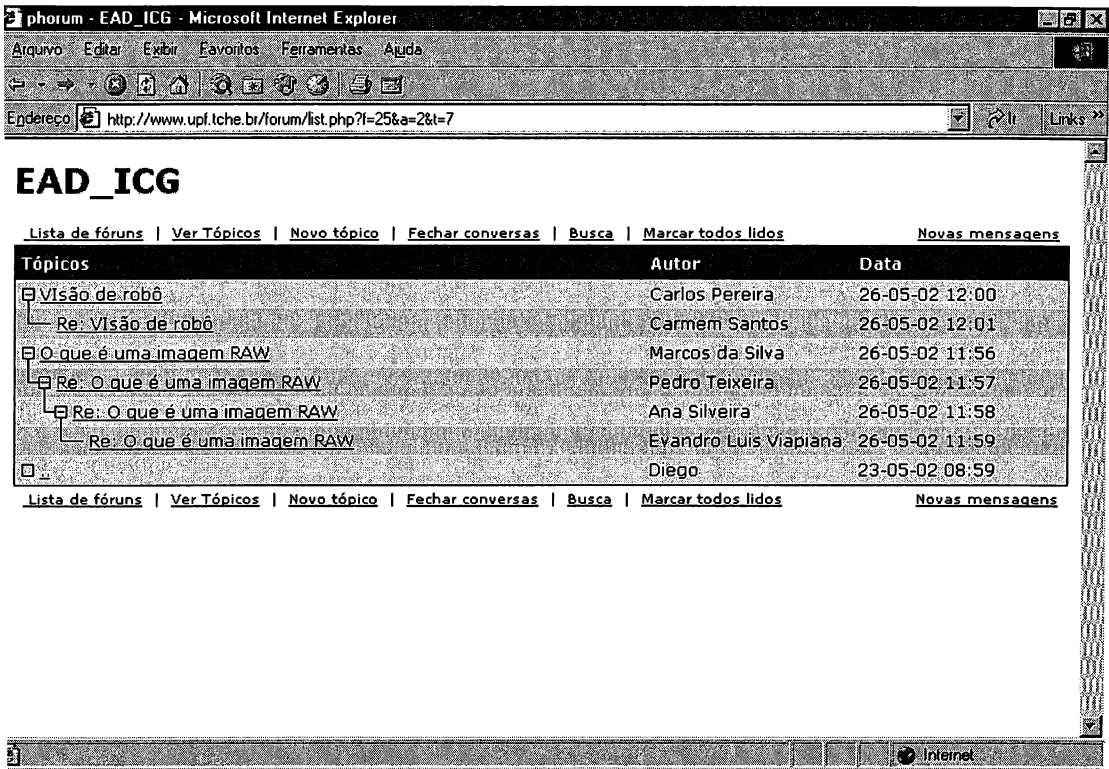 phorum - EAD_ICG - Microsoft Internet Explorer
Arquivo Editar Exibir Favoritos Ferramentas Ajuda
Endereço http://www.upf.tche.br/forum/list.php?f=25&a=2&t=7 Ir Links »
EAD_ICG
Lista de fóruns | Ver Tópicos | Novo tópico | Fechar conversas | Busca | Marcar todos lidos Novas mensagens
Tópicos Autor Data
VIsão de robô Carlos Pereira 26-05-02 12:00
Re: VIsão de robô Carmem Santos 26-05-02 12:01
O que é uma imagem RAW Marcos da Silva 26-05-02 11:56
Re: O que é uma imagem RAW Pedro Teixeira 26-05-02 11:57
Re: O que é uma imagem RAW Ana Silveira 26-05-02 11:58
Re: O que é uma imagem RAW Evandro Luis Viapiana 26-05-02 11:59
.. Diego 23-05-02 08:59
Lista de fóruns | Ver Tópicos | Novo tópico | Fechar conversas | Busca | Marcar todos lidos Novas mensagens
Internet